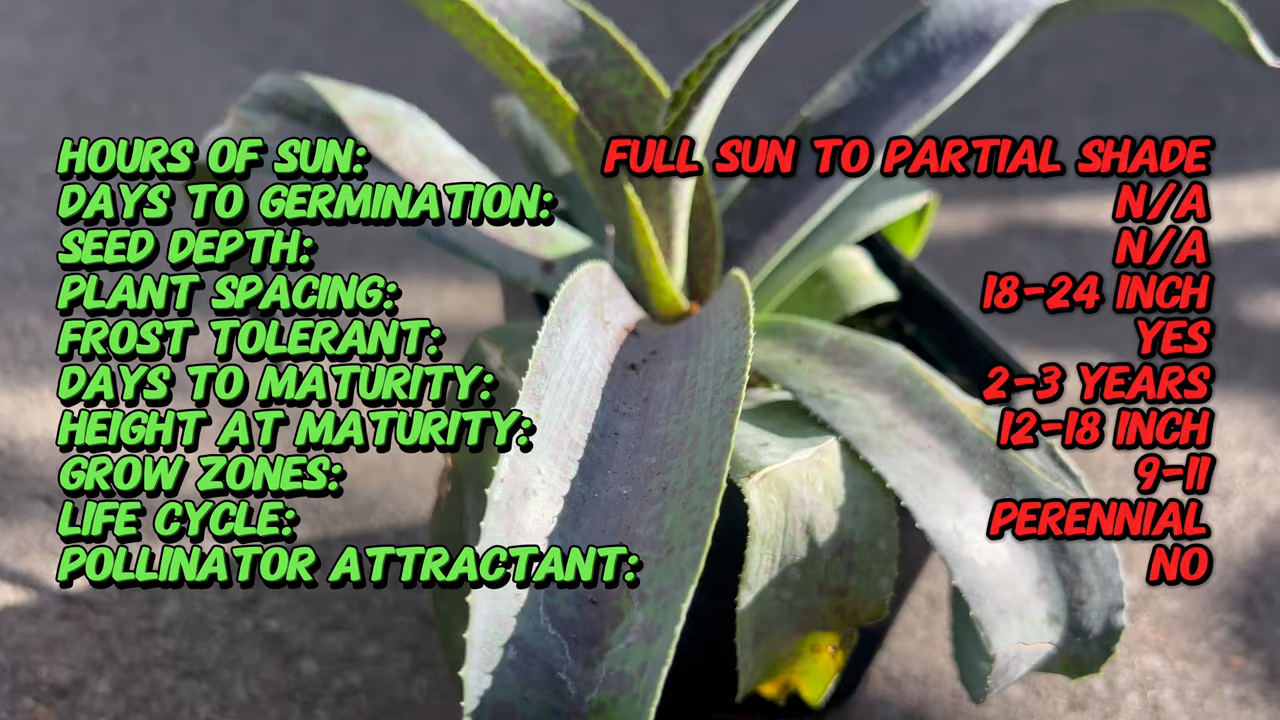 HOURS OF SUN: FULL SUN TO PARTIAL SHADE
DAYS TO GERMINATION: N/A
SEED DEPTH: N/A
PLANT SPACING: 18-24 INCH
FROST TOLERANT: YES
DAYS TO MATURITY: 2-3 YEARS
HEIGHT AT MATURITY: 12-18 INCH
GROW ZONES: 9-11
LIFE CYCLE: PERENNIAL
POLLINATOR ATTRACTANT: NO